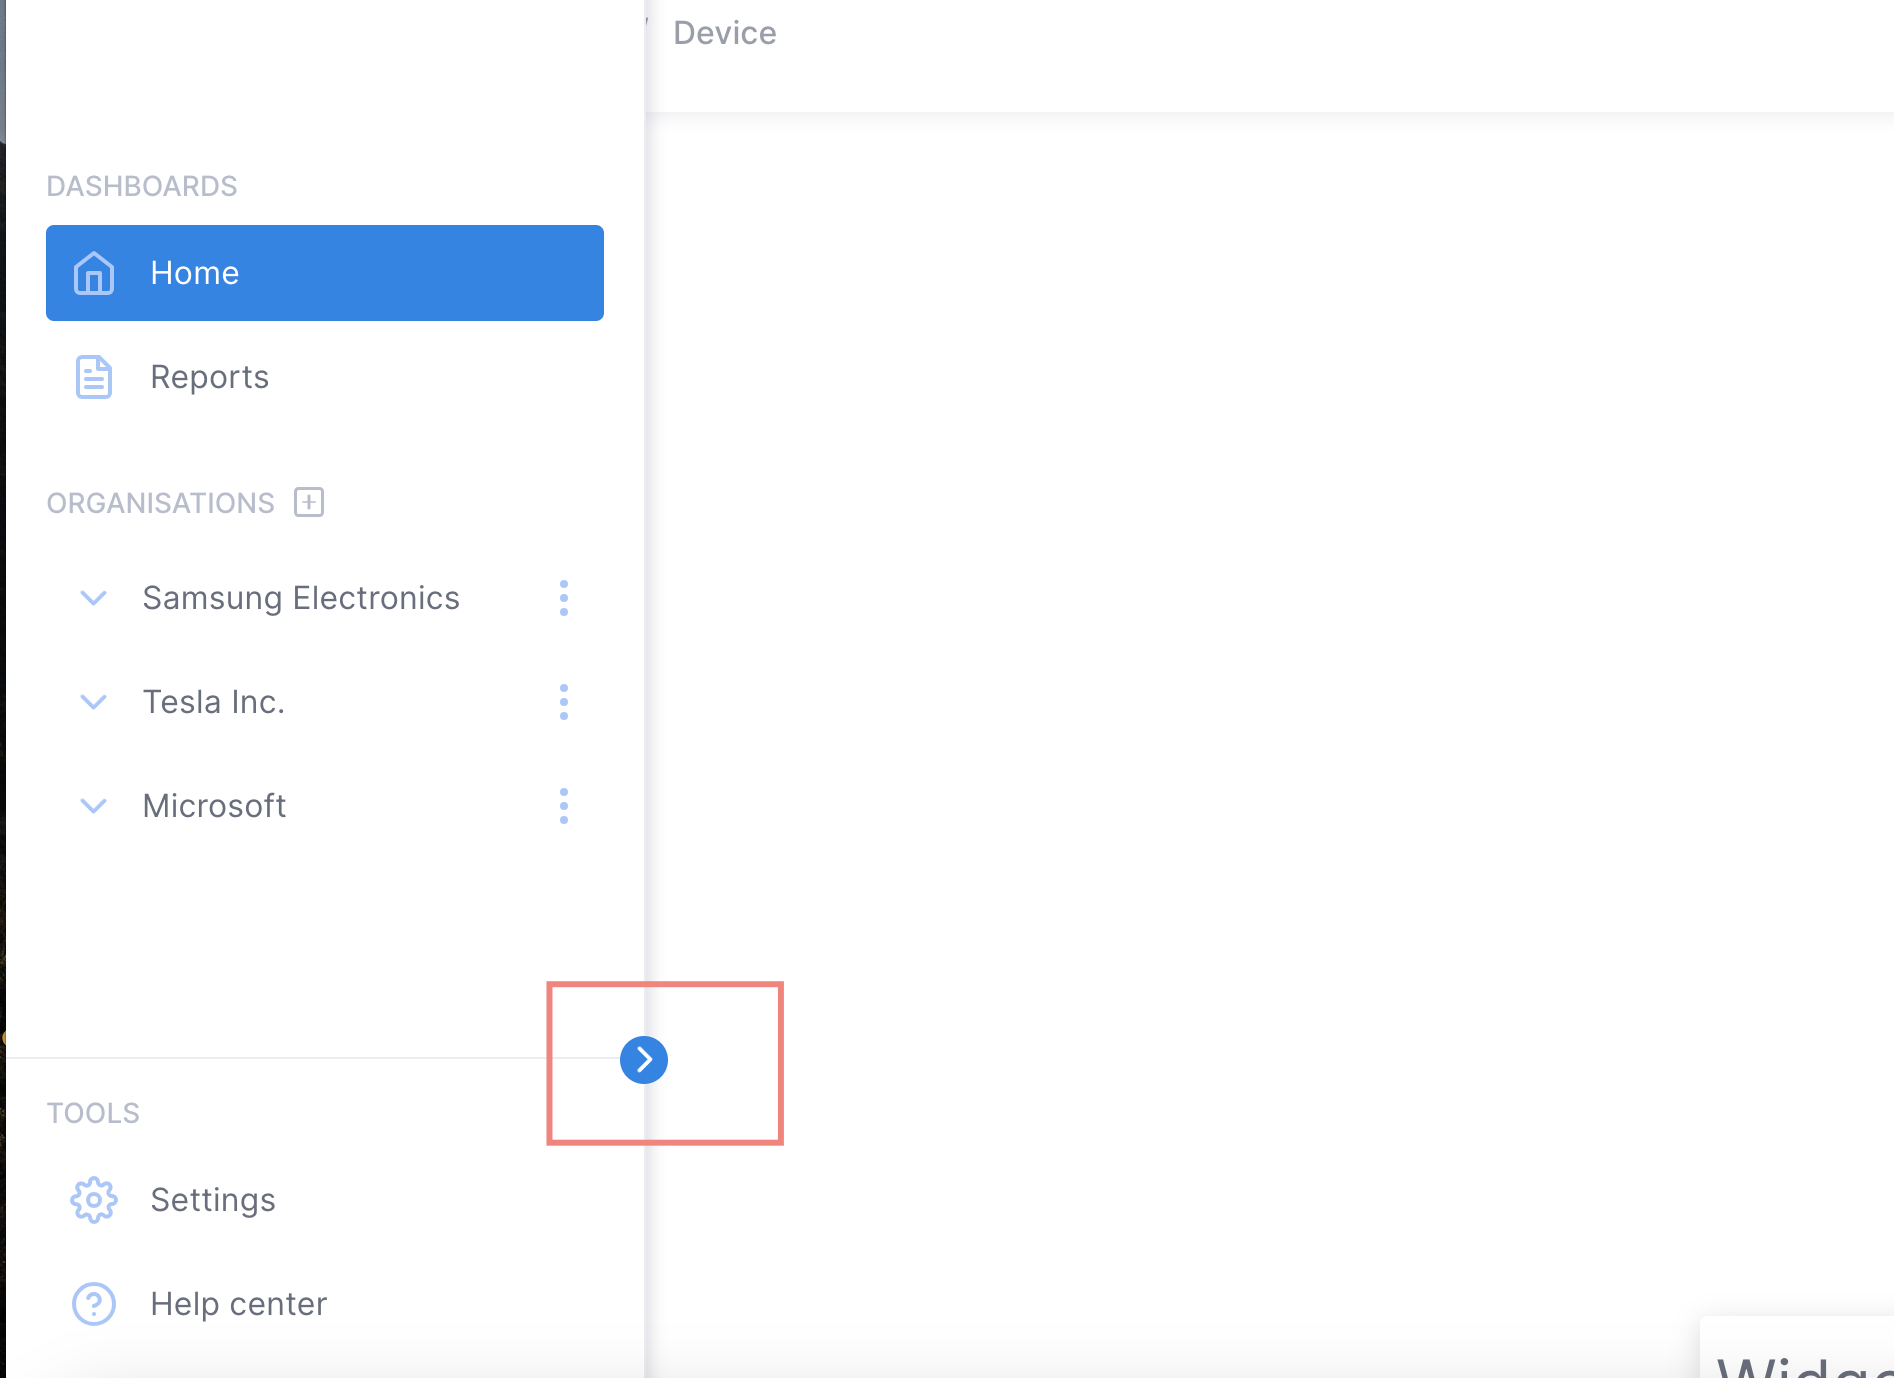 Device
DASHBOARDS
Home
Reports
ORGANISATIONS
Samsung Electronics
Tesla Inc.
Microsoft
TOOLS
Settings
Help center